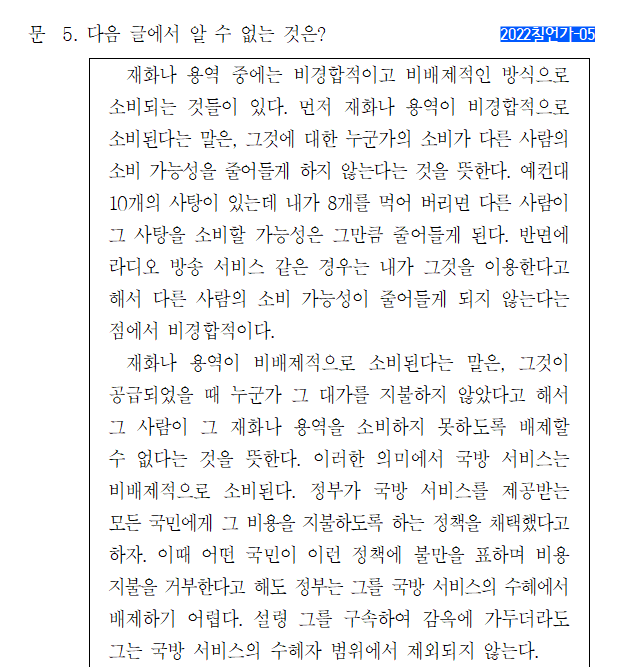 문 5. 다음 글에서 알 수 없는 것은? 2022칠언가-05
재화나 용역 중에는 비경합적이고 비배제적인 방식으로
소비되는 것들이 있다. 먼저 재화나 용역이 비경합적으로
소비된다는 말은, 그것에 대한 누군가의 소비가 다른 사람의
소비 가능성을 줄어들게 하지 않는다는 것을 뜻한다. 예컨대
10개의 사탕이 있는데 내가 8개를 먹어 버리면 다른 사람이
그 사탕을 소비할 가능성은 그만큼 줄어들게 된다. 반면에
라디오 방송 서비스 같은 경우는 내가 그것을 이용한다고
해서 다른 사람의 소비 가능성이 줄어들게 되지 않는다는
점에서 비경합적이다.
재화나 용역이 비배제적으로 소비된다는 말은, 그것이
공급되었을 때 누군가 그 대가를 지불하지 않았다고 해서
그 사람이 그 재화나 용역을 소비하지 못하도록 배제할
수 없다는 것을 뜻한다. 이러한 의미에서 국방 서비스는
비배제적으로 소비된다. 정부가 국방 서비스를 제공받는
모든 국민에게 그 비용을 지불하도록 하는 정책을 채택했다고
하자. 이때 어떤 국민이 이런 정책에 불만을 표하며 비용
지불을 거부한다고 해도 정부는 그를 국방 서비스의 수혜에서
배제하기 어렵다. 설령 그를 구속하여 감옥에 가두더라도
그는 국방 서비스의 수혜자 범위에서 제외되지 않는다.